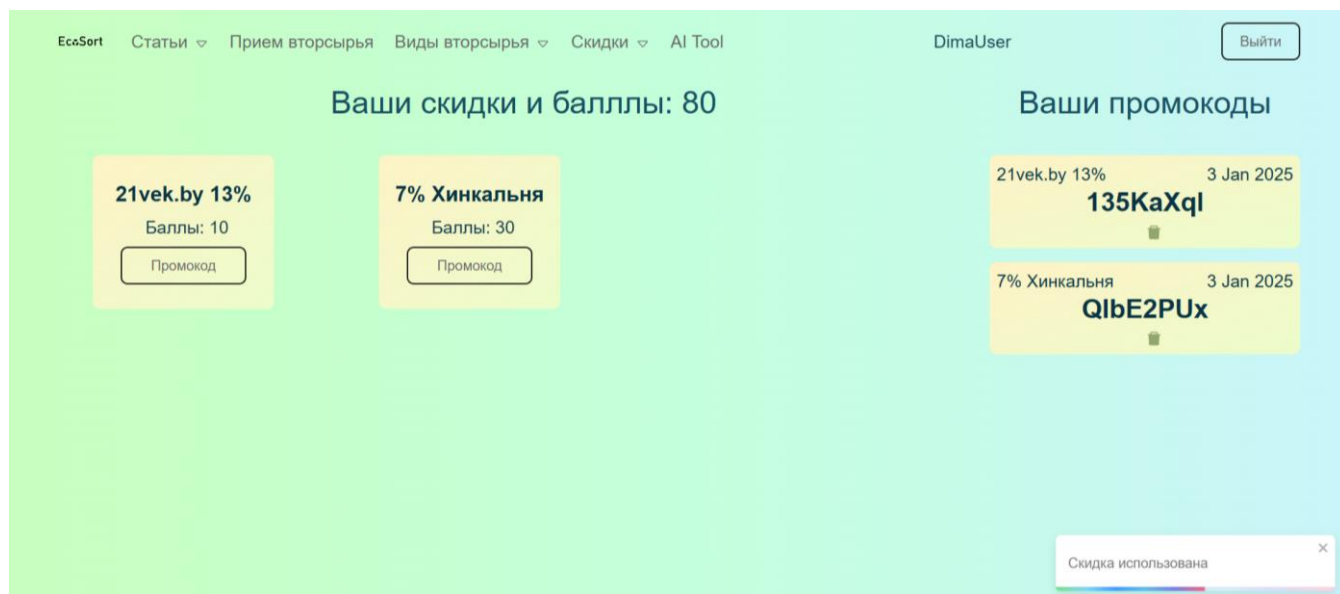 EcoSort Статьи Прием вторсырья Виды вторсырья Скидки AI Tool DimaUser Выйти
Ваши скидки и балллы: 80
Ваши промокоды
21vek.by 13%
Баллы: 10
Промокод
7% Хинкальня
Баллы: 30
Промокод
21vek.by 13% 3 Jan 2025
135KaXql
7% Хинкальня 3 Jan 2025
QlbE2PUx
Скидка использована